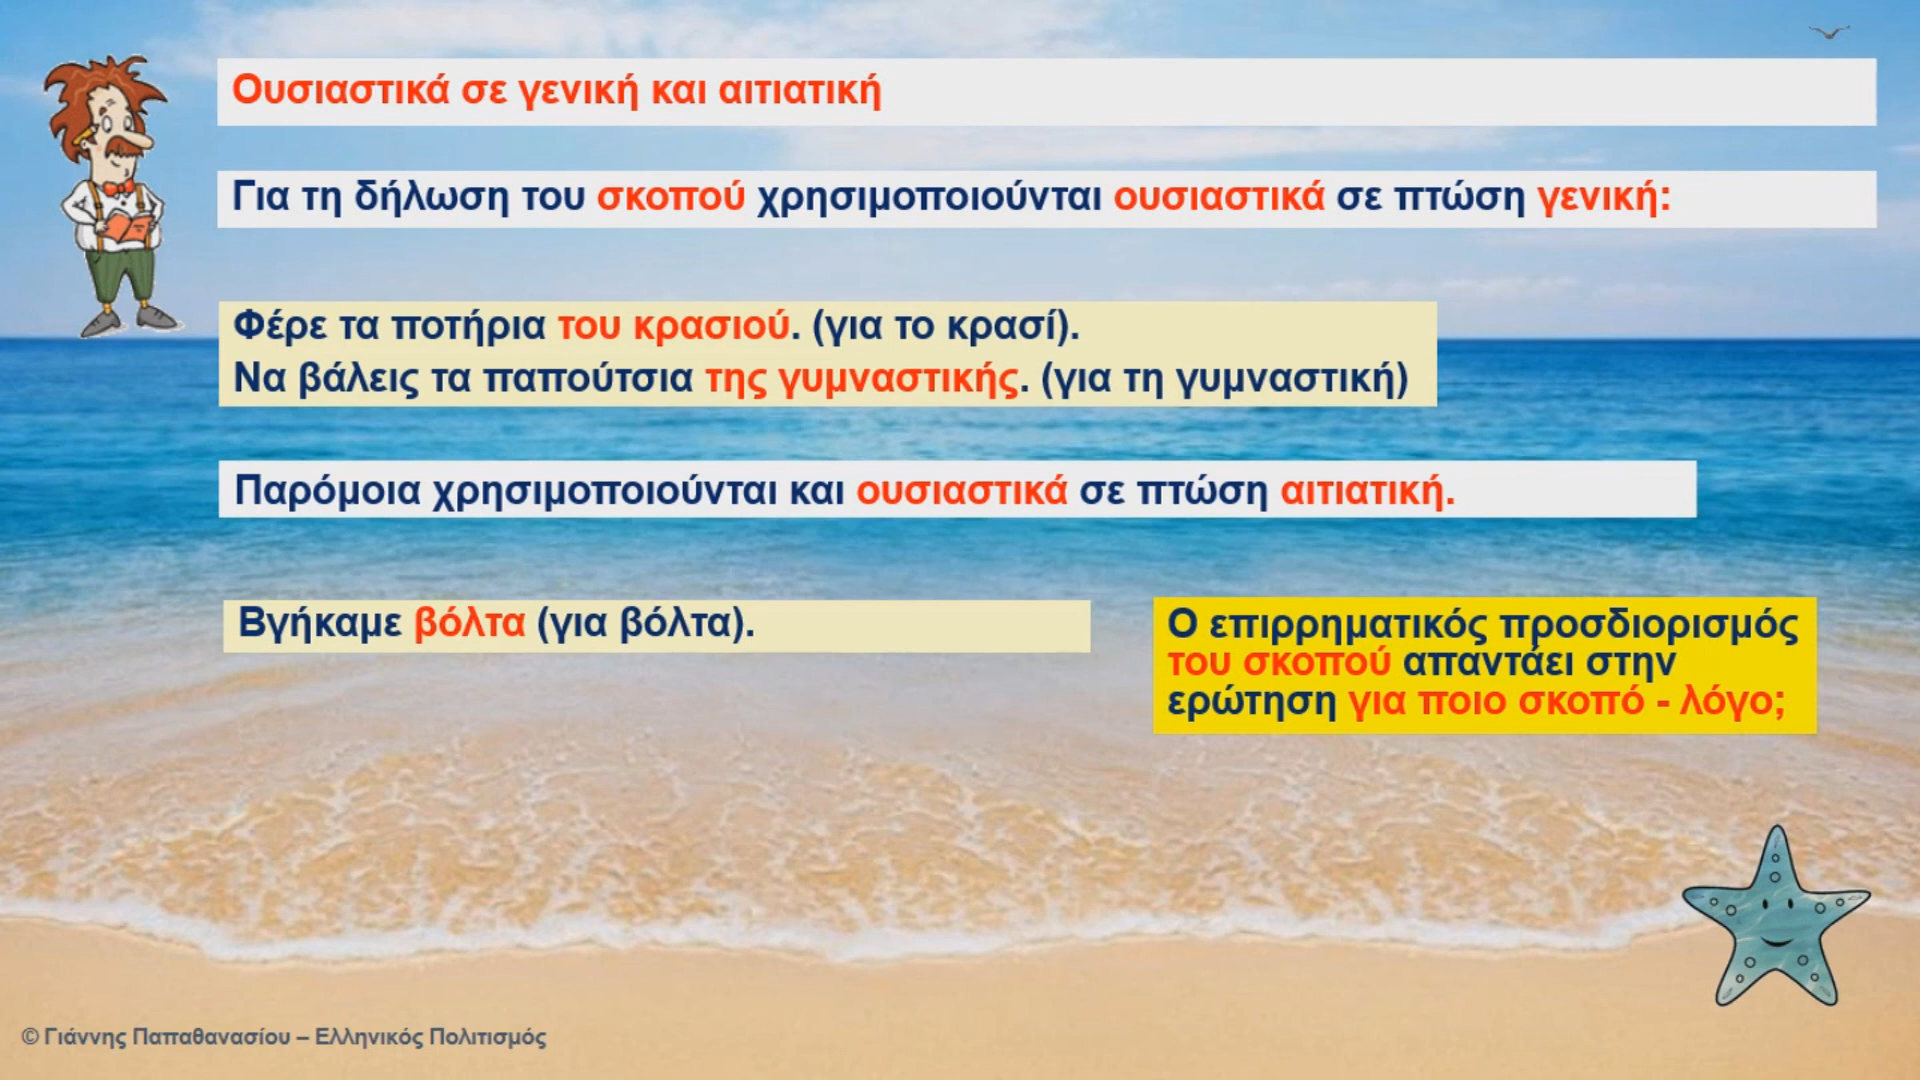 Ουσιαστικά σε γενική και αιτιατική
Για τη δήλωση του σκοπού χρησιμοποιούνται ουσιαστικά σε πτώση γενική:
Φέρε τα ποτήρια του κρασιού. (για το κρασί).
Να βάλεις τα παπούτσια της γυμναστικής. (για τη γυμναστική)
Παρόμοια χρησιμοποιούνται και ουσιαστικά σε πτώση αιτιατική.
Βγήκαμε βόλτα (για βόλτα).
Ο επιρρηματικός προσδιορισμός
του σκοπού απαντάει στην
ερώτηση για ποιο σκοπό - λόγο;
© Γιάννης Παπαθανασίου – Ελληνικός Πολιτισμός